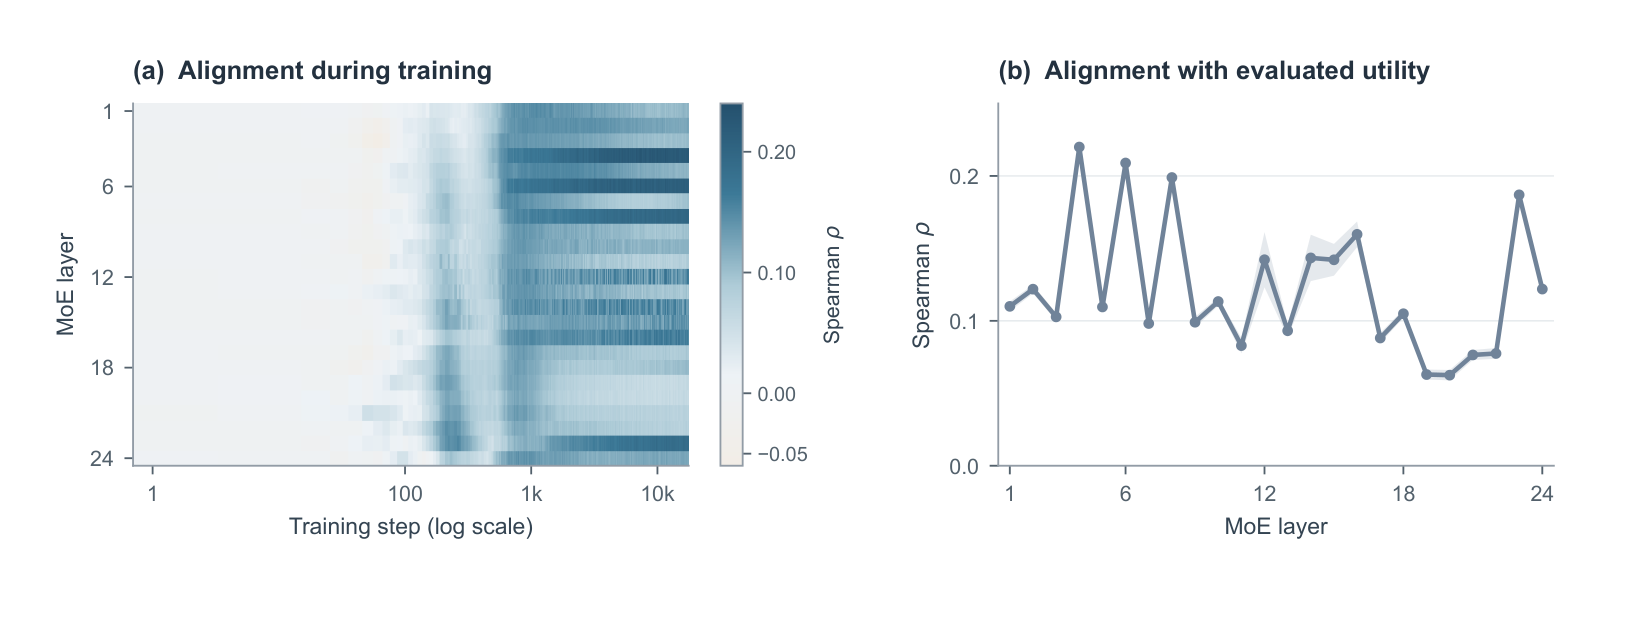 (a)  Alignment during training
1
6
12
18
24
MoE layer
1
100
1k
10k
Training step (log scale)
0.20
0.10
0.00
−0.05
Spearman ρ
(b)  Alignment with evaluated utility
0.2
0.1
0.0
Spearman ρ
1
6
12
18
24
MoE layer